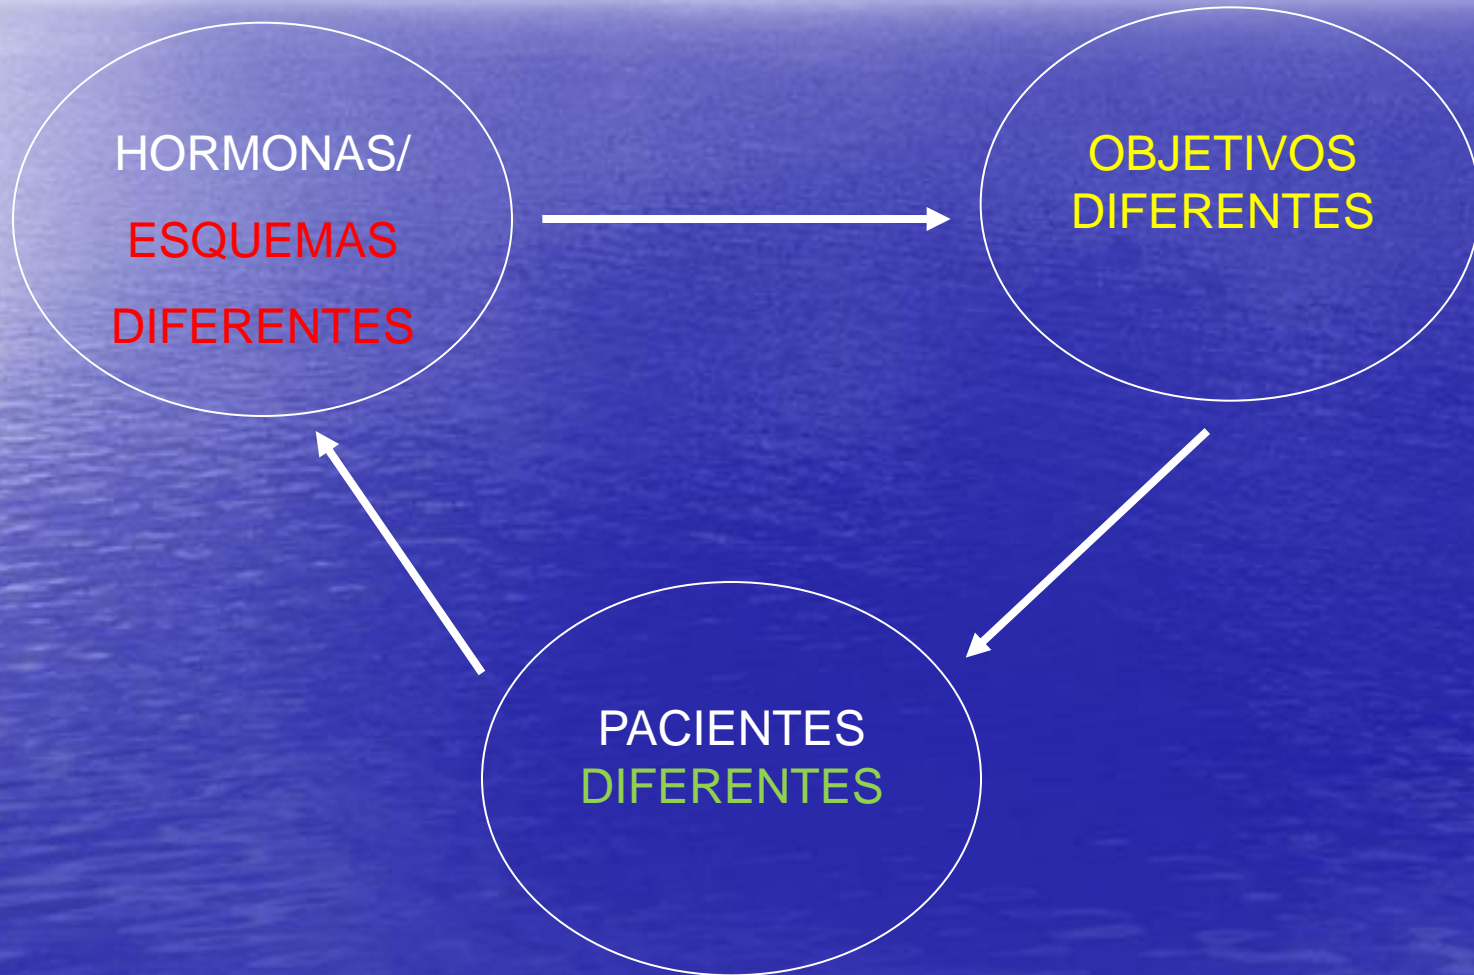 HORMONAS/
ESQUEMAS
DIFERENTES
OBJETIVOS
DIFERENTES
PACIENTES
DIFERENTES